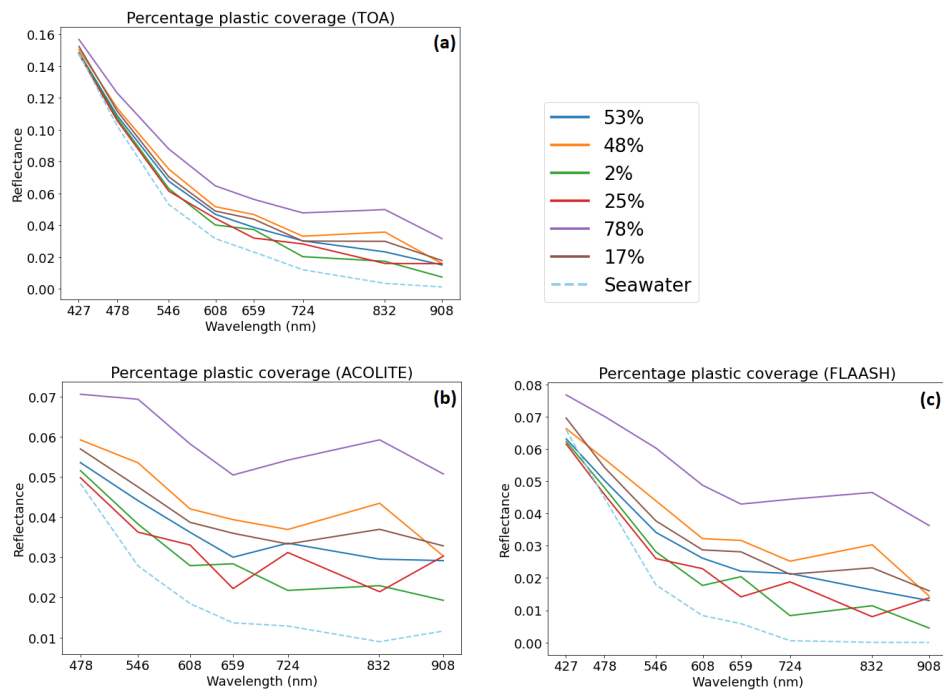 Percentage plastic coverage (TOA)
(a)
0.16
0.14
0.12
0.10
0.08
0.06
0.04
0.02
0.00
Reflectance
427 478 546 608 659 724 832 908
Wavelength (nm)
53%
48%
2%
25%
78%
17%
Seawater
Percentage plastic coverage (ACOLITE)
(b)
0.07
0.06
0.05
0.04
0.03
0.02
0.01
Reflectance
478 546 608 659 724 832 908
Wavelength (nm)
Percentage plastic coverage (FLAASH)
(c)
0.08
0.07
0.06
0.05
0.04
0.03
0.02
0.01
0.00
Reflectance
427 478 546 608 659 724 832 908
Wavelength (nm)